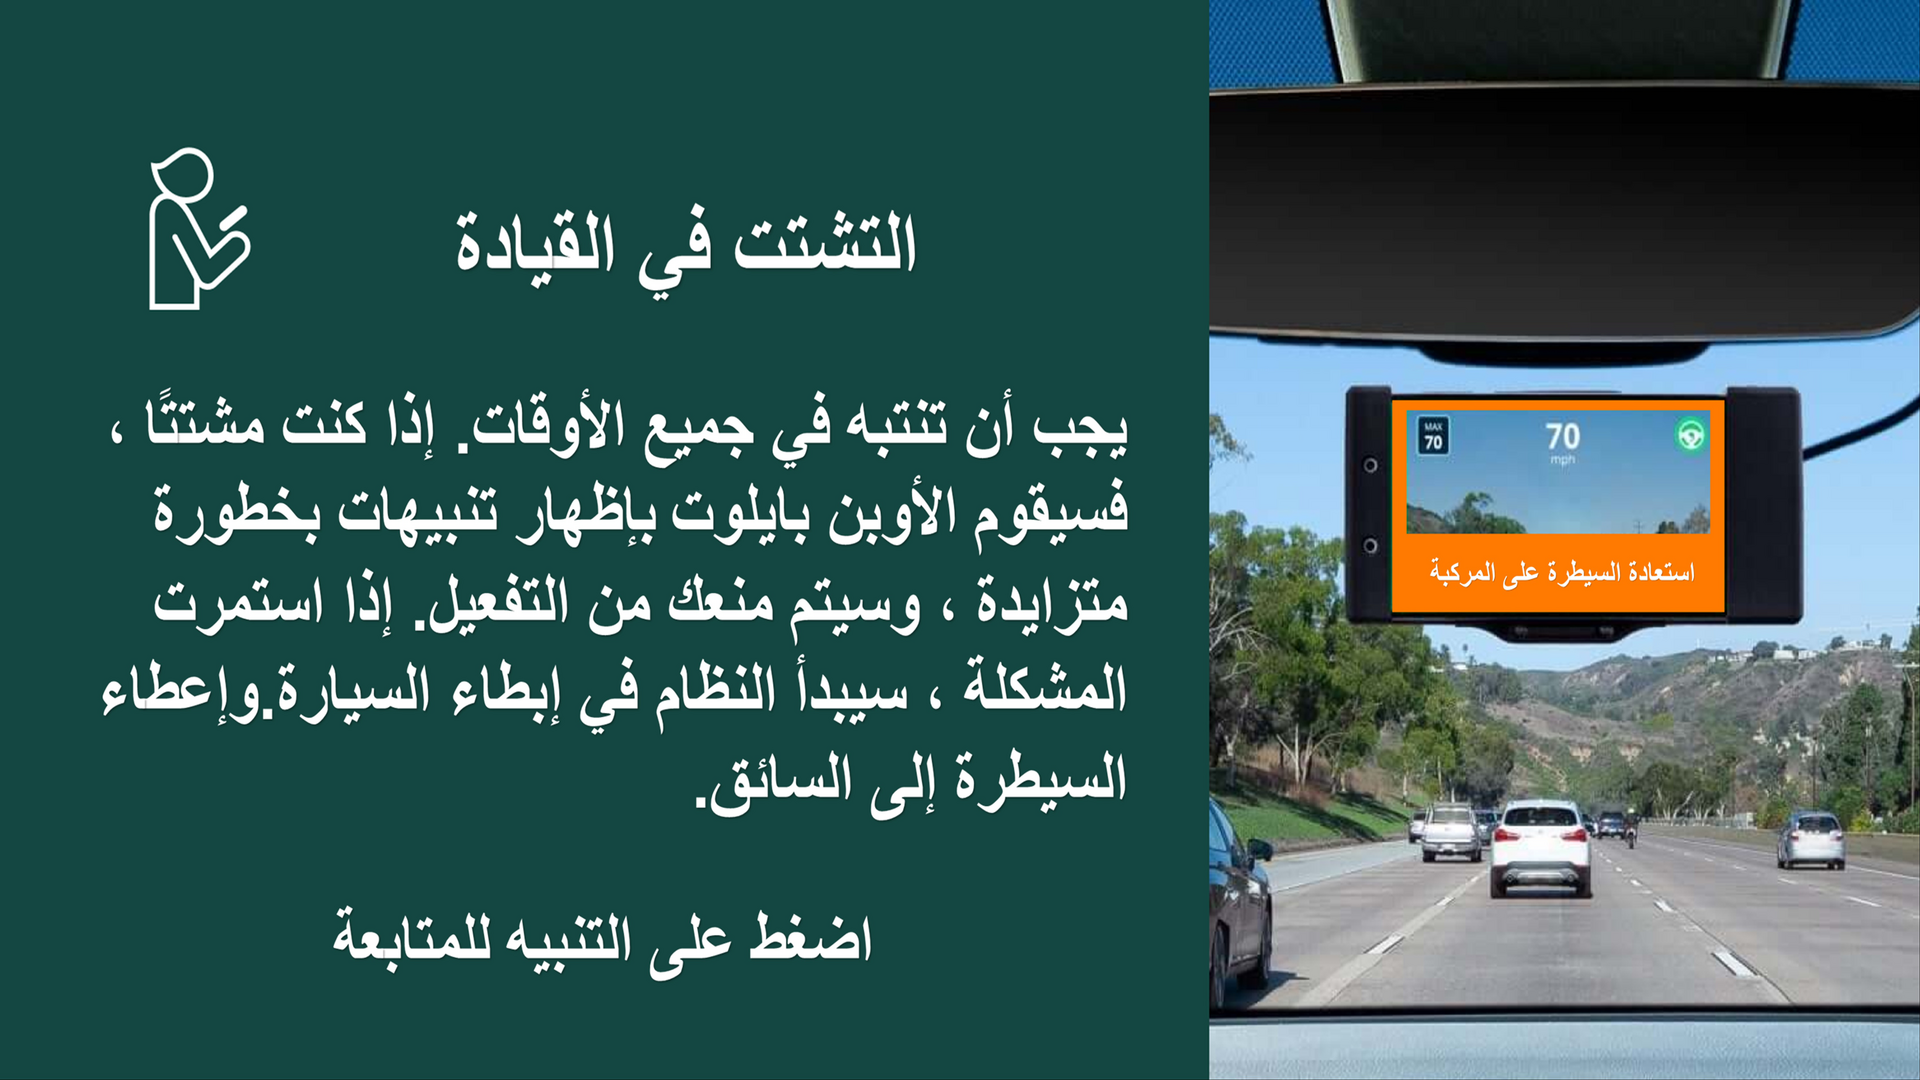 التشتت في القيادة
يجب أن تنتبه في جميع الأوقات. إذا كنت مشتتًا ،
فسيقوم الأوبن بايلوت بإظهار تنبيهات بخطورة
متزايدة ، وسيتم منعك من التفعيل. إذا استمرت
المشكلة ، سيبدأ النظام في إبطاء السيارة.وإعطاء
السيطرة إلى السائق.
اضغط على التنبيه للمتابعة
MAX
70
70
mph
استعادة السيطرة على المركبة